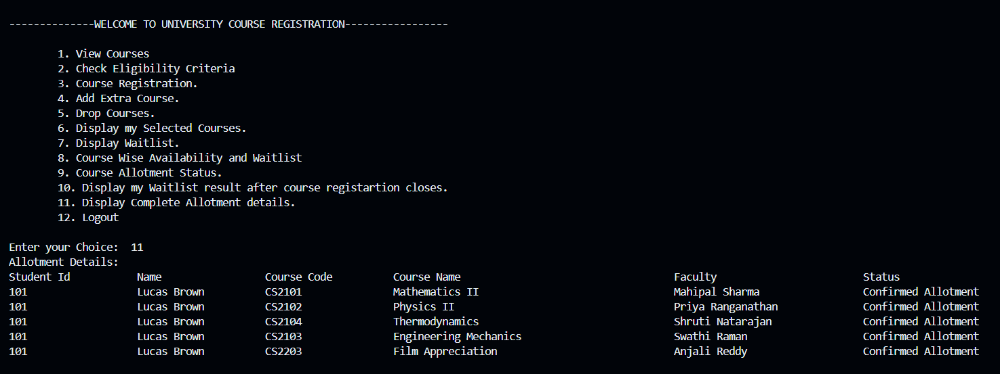 --------------WELCOME TO UNIVERSITY COURSE REGISTRATION-----------------
1. View Courses
2. Check Eligibility Criteria
3. Course Registration.
4. Add Extra Course.
5. Drop Courses.
6. Display my Selected Courses.
7. Display Waitlist.
8. Course Wise Availability and Waitlist
9. Course Allotment Status.
10. Display my Waitlist result after course registartion closes.
11. Display Complete Allotment details.
12. Logout
Enter your Choice:  11
Allotment Details:
Student Id           Name                 Course Code          Course Name                                   Faculty                        Status
101                  Lucas Brown          CS2101               Mathematics II                                Mahipal Sharma                 Confirmed Allotment
101                  Lucas Brown          CS2102               Physics II                                    Priya Ranganathan              Confirmed Allotment
101                  Lucas Brown          CS2104               Thermodynamics                                Shruti Natarajan               Confirmed Allotment
101                  Lucas Brown          CS2103               Engineering Mechanics                         Swathi Raman                   Confirmed Allotment
101                  Lucas Brown          CS2203               Film Appreciation                             Anjali Reddy                   Confirmed Allotment